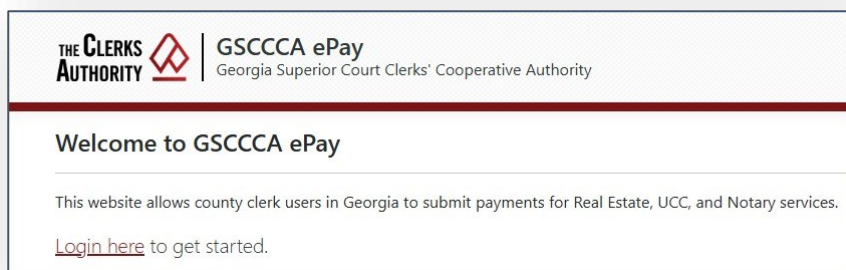 THE CLERKS
AUTHORITY
GSCCCA ePay
Georgia Superior Court Clerks' Cooperative Authority
Welcome to GSCCCA ePay
This website allows county clerk users in Georgia to submit payments for Real Estate, UCC, and Notary services.
Login here to get started.